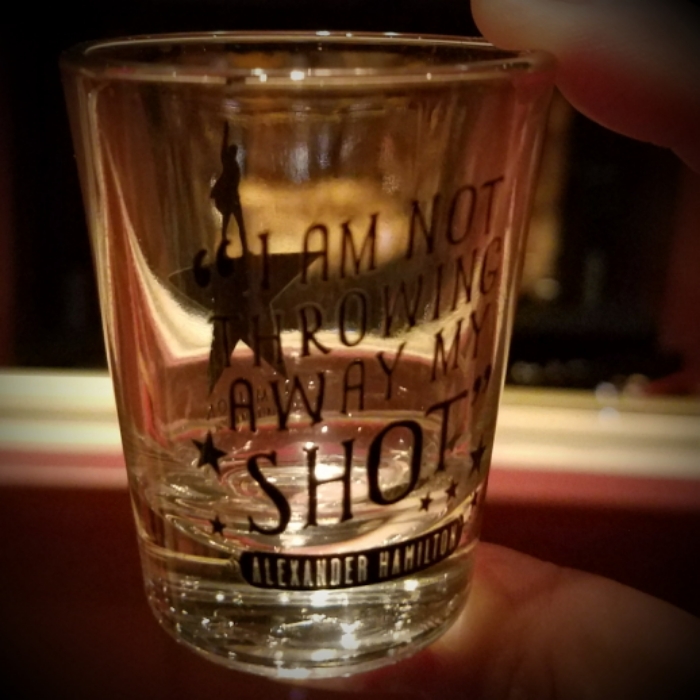 “I AM NOT
THROWING
AWAY MY
SHOT”
ALEXANDER HAMILTON